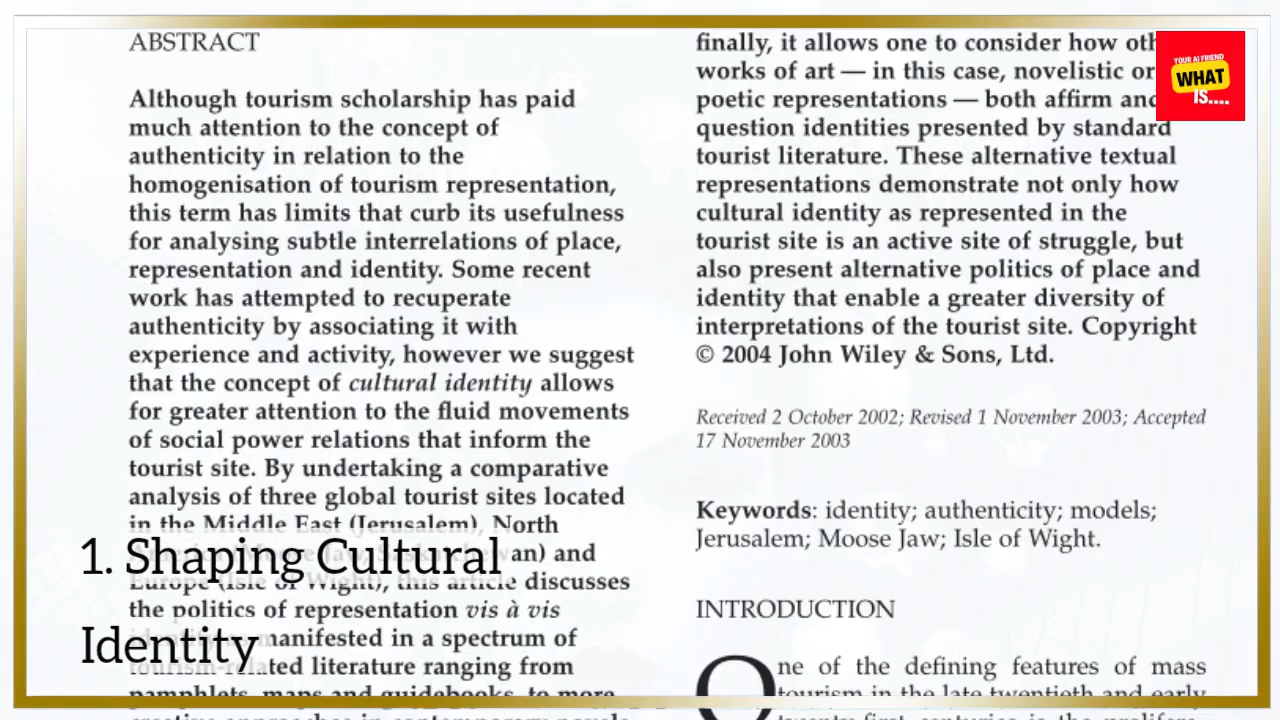 ABSTRACT
Although tourism scholarship has paid
much attention to the concept of
authenticity in relation to the
homogenisation of tourism representation,
this term has limits that curb its usefulness
for analysing subtle interrelations of place,
representation and identity. Some recent
work has attempted to recuperate
authenticity by associating it with
experience and activity, however we suggest
that the concept of cultural identity allows
for greater attention to the fluid movements
of social power relations that inform the
tourist site. By undertaking a comparative
analysis of three global tourist sites located
in the Middle East (Jerusalem), North
an) and
Europe (Isle of Wight), this article discusses
the politics of representation vis à vis
manifested in a spectrum of
tourism-related literature ranging from
pamphlets, maps and guidebooks, to more
creative approaches in contemporary novels
1. Shaping Cultural
Identity
finally, it allows one to consider how
works of art — in this case, novelistic or
poetic representations — both affirm and
question identities presented by standard
tourist literature. These alternative textual
representations demonstrate not only how
cultural identity as represented in the
tourist site is an active site of struggle, but
also present alternative politics of place and
identity that enable a greater diversity of
interpretations of the tourist site. Copyright
© 2004 John Wiley & Sons, Ltd.
Received 2 October 2002; Revised 1 November 2003; Accepted
17 November 2003
Keywords: identity; authenticity; models;
Jerusalem; Moose Jaw; Isle of Wight.
INTRODUCTION
One of the defining features of mass
tourism in the late twentieth and early
YOUR AI FRIEND
WHAT
IS....